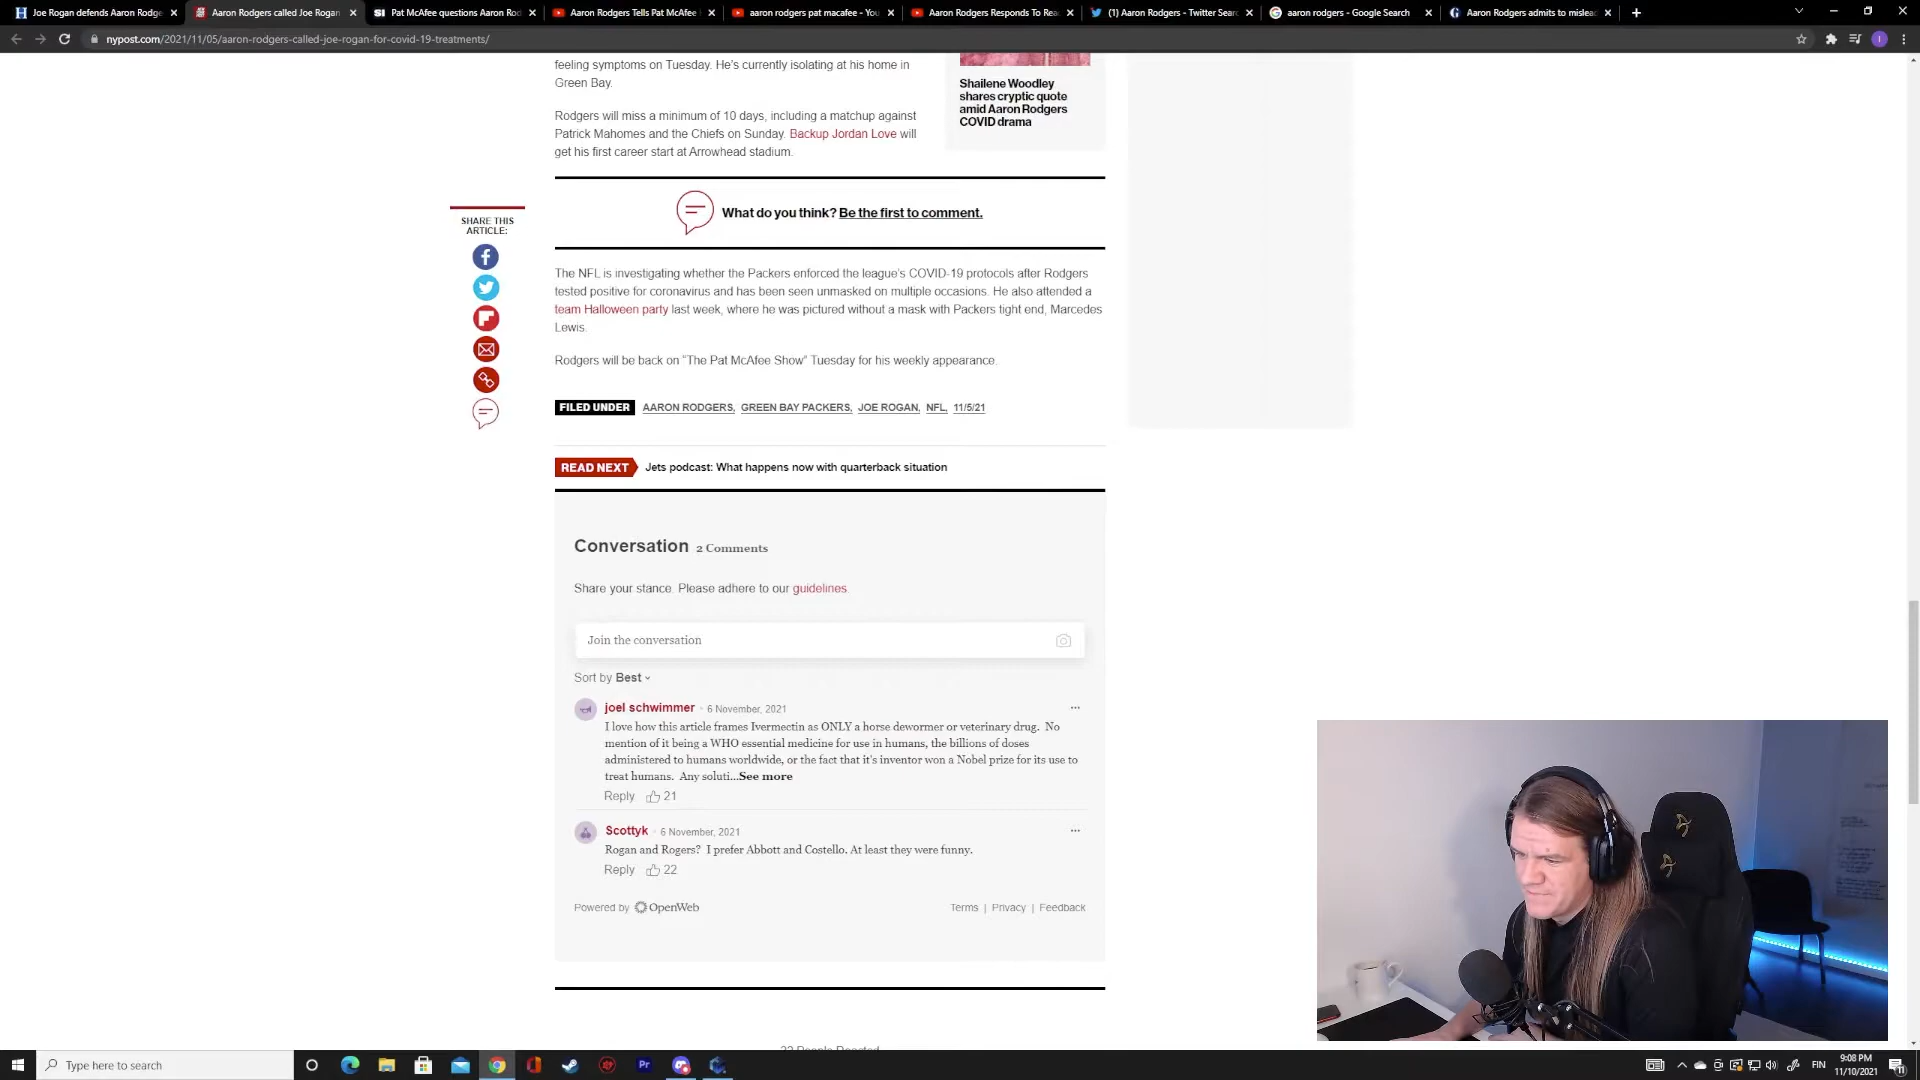 Joe Rogan defends Aaron Rodge
Aaron Rodgers called Joe Rogan
Pat McAfee questions Aaron Rod
Aaron Rodgers Tells Pat McAfee
aaron rodgers pat macafee - You
Aaron Rodgers Responds To Rea
(1) Aaron Rodgers - Twitter Sear
aaron rodgers - Google Search
Aaron Rodgers admits to mislea
nypost.com/2021/11/05/aaron-rodgers-called-joe-rogan-for-covid-19-treatments/
feeling symptoms on Tuesday. He's currently isolating at his home in
Green Bay.
Rodgers will miss a minimum of 10 days, including a matchup against
Patrick Mahomes and the Chiefs on Sunday. Backup Jordan Love will
get his first career start at Arrowhead stadium.
Shailene Woodley
shares cryptic quote
amid Aaron Rodgers
COVID drama
What do you think? Be the first to comment.
SHARE THIS
ARTICLE:
The NFL is investigating whether the Packers enforced the league's COVID-19 protocols after Rodgers
tested positive for coronavirus and has been seen unmasked on multiple occasions. He also attended a
team Halloween party last week, where he was pictured without a mask with Packers tight end, Marcedes
Lewis.
Rodgers will be back on "The Pat McAfee Show" Tuesday for his weekly appearance.
FILED UNDER AARON RODGERS, GREEN BAY PACKERS, JOE ROGAN, NFL, 11/5/21
READ NEXT Jets podcast: What happens now with quarterback situation
Conversation 2 Comments
Share your stance. Please adhere to our guidelines.
Join the conversation
Sort by Best
joel schwimmer · 6 November, 2021
I love how this article frames Ivermectin as ONLY a horse dewormer or veterinary drug. No
mention of it being a WHO essential medicine for use in humans, the billions of doses
administered to humans worldwide, or the fact that it's inventor won a Nobel prize for its use to
treat humans. Any soluti...See more
Reply 21
Scottyk · 6 November, 2021
Rogan and Rogers? I prefer Abbott and Costello. At least they were funny.
Reply 22
Powered by OpenWeb
Terms | Privacy | Feedback
Type here to search
Pr
FIN
9:08 PM
11/10/2021